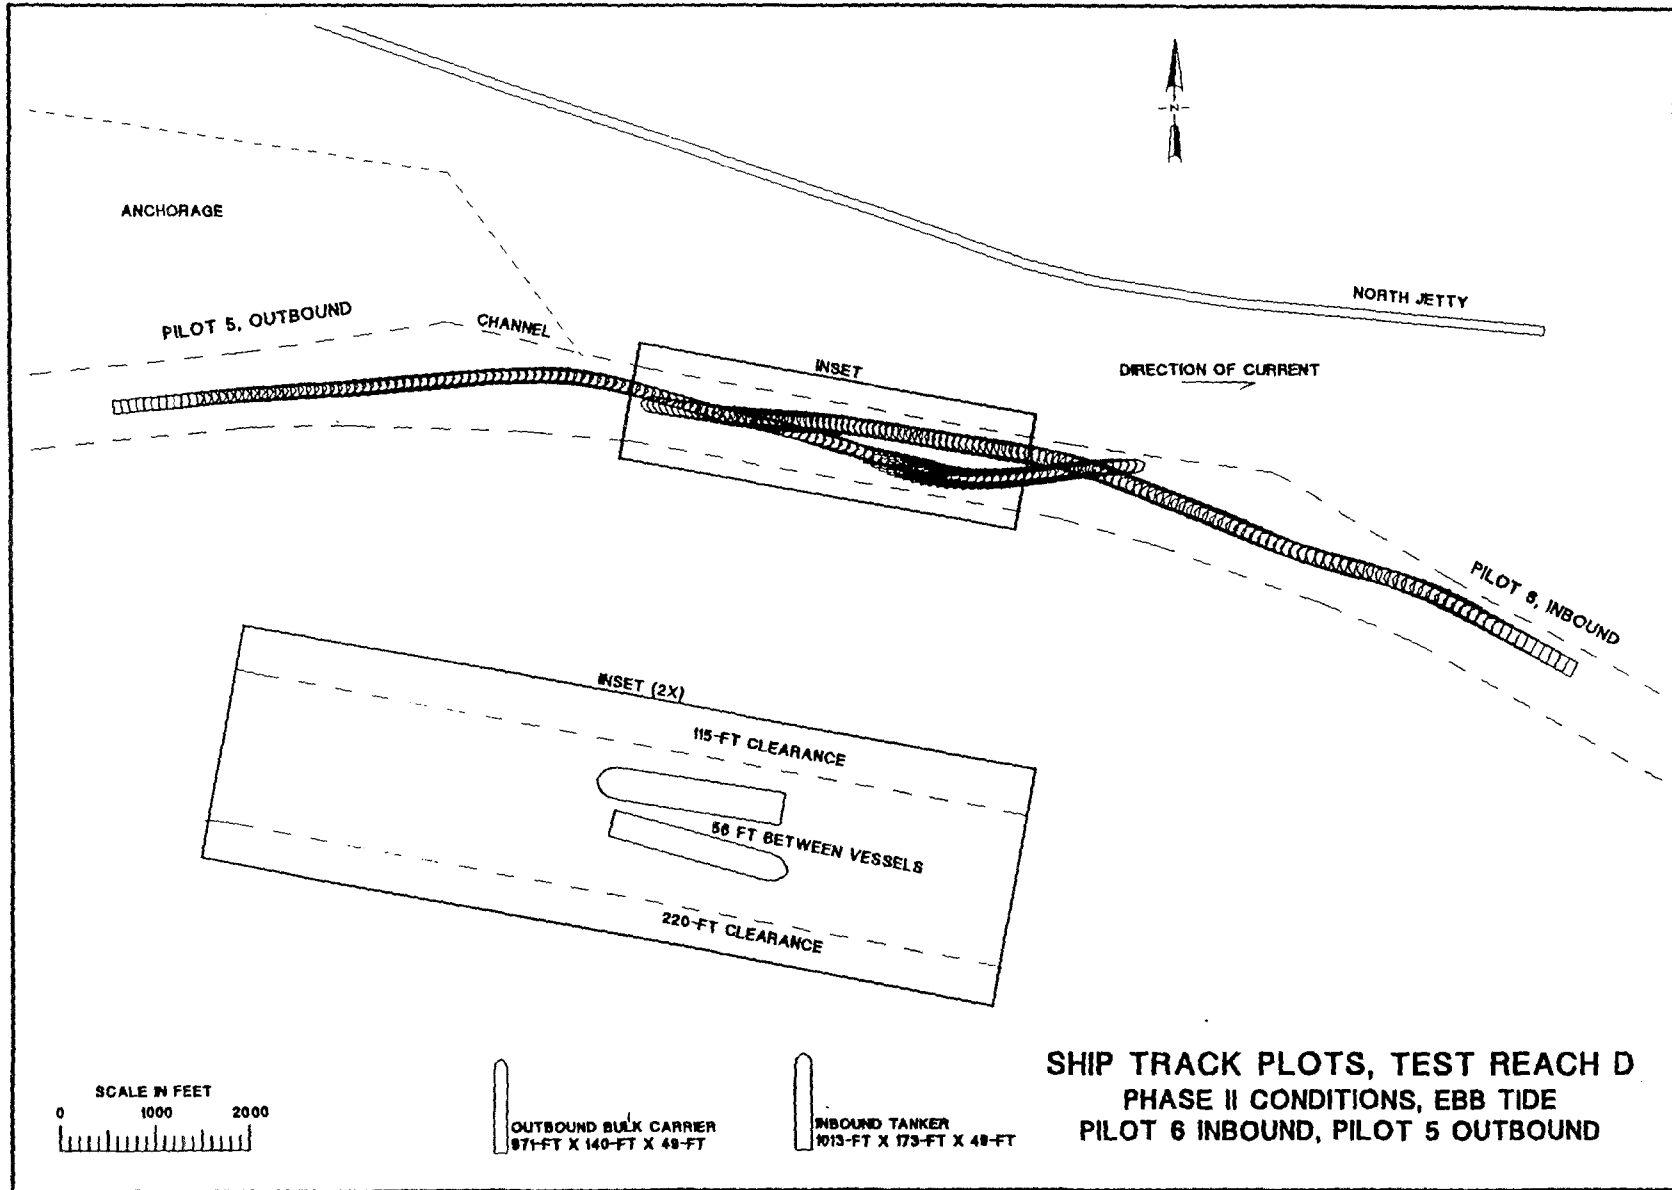 N
ANCHORAGE
NORTH JETTY
PILOT 5, OUTBOUND
CHANNEL
INSET
DIRECTION OF CURRENT
PILOT 6, INBOUND
INSET (2X)
115-FT CLEARANCE
56 FT BETWEEN VESSELS
220-FT CLEARANCE
SCALE IN FEET
0 1000 2000
OUTBOUND BULK CARRIER
971-FT X 140-FT X 49-FT
INBOUND TANKER
1013-FT X 173-FT X 49-FT
SHIP TRACK PLOTS, TEST REACH D
PHASE II CONDITIONS, EBB TIDE
PILOT 6 INBOUND, PILOT 5 OUTBOUND